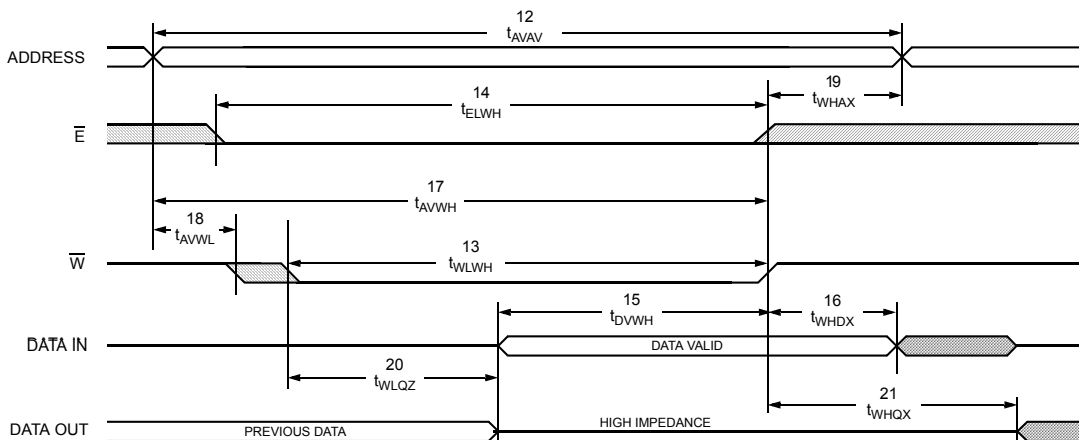 12
tAVAV
ADDRESS
19
tWHAX
14
tELWH
E
17
tAVWH
18
tAVWL
13
tWLWH
W
15
tDVWH
16
tWHDX
DATA IN
DATA VALID
20
tWLQZ
21
tWHQX
DATA OUT
PREVIOUS DATA
HIGH IMPEDANCE